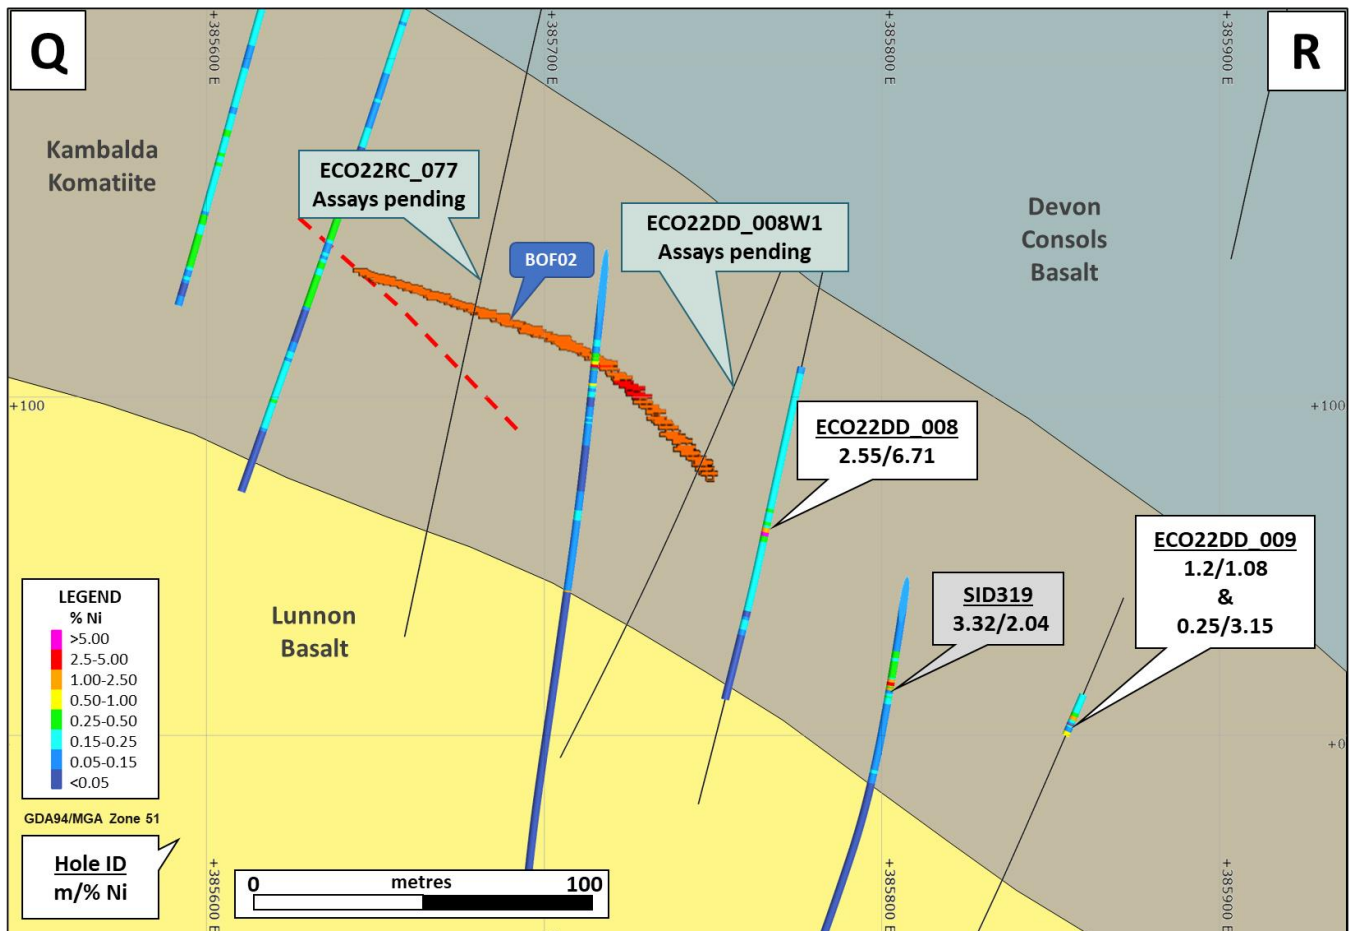 Q
+385600 E
+385700 E
+385800 E
+385900 E
R
Kambalda
Komatiite
ECO22RC_077
Assays pending
BOF02
ECO22DD_008W1
Assays pending
Devon
Consols
Basalt
+100
+100
ECO22DD_008
2.55/6.71
ECO22DD_009
1.2/1.08
&
0.25/3.15
SID319
3.32/2.04
Lunnon
Basalt
LEGEND
% Ni
>5.00
2.5-5.00
1.00-2.50
0.50-1.00
0.25-0.50
0.15-0.25
0.05-0.15
<0.05
+0
GDA94/MGA Zone 51
Hole ID
m/% Ni
+385600 E
0 metres 100
+385800 E
+385900 E